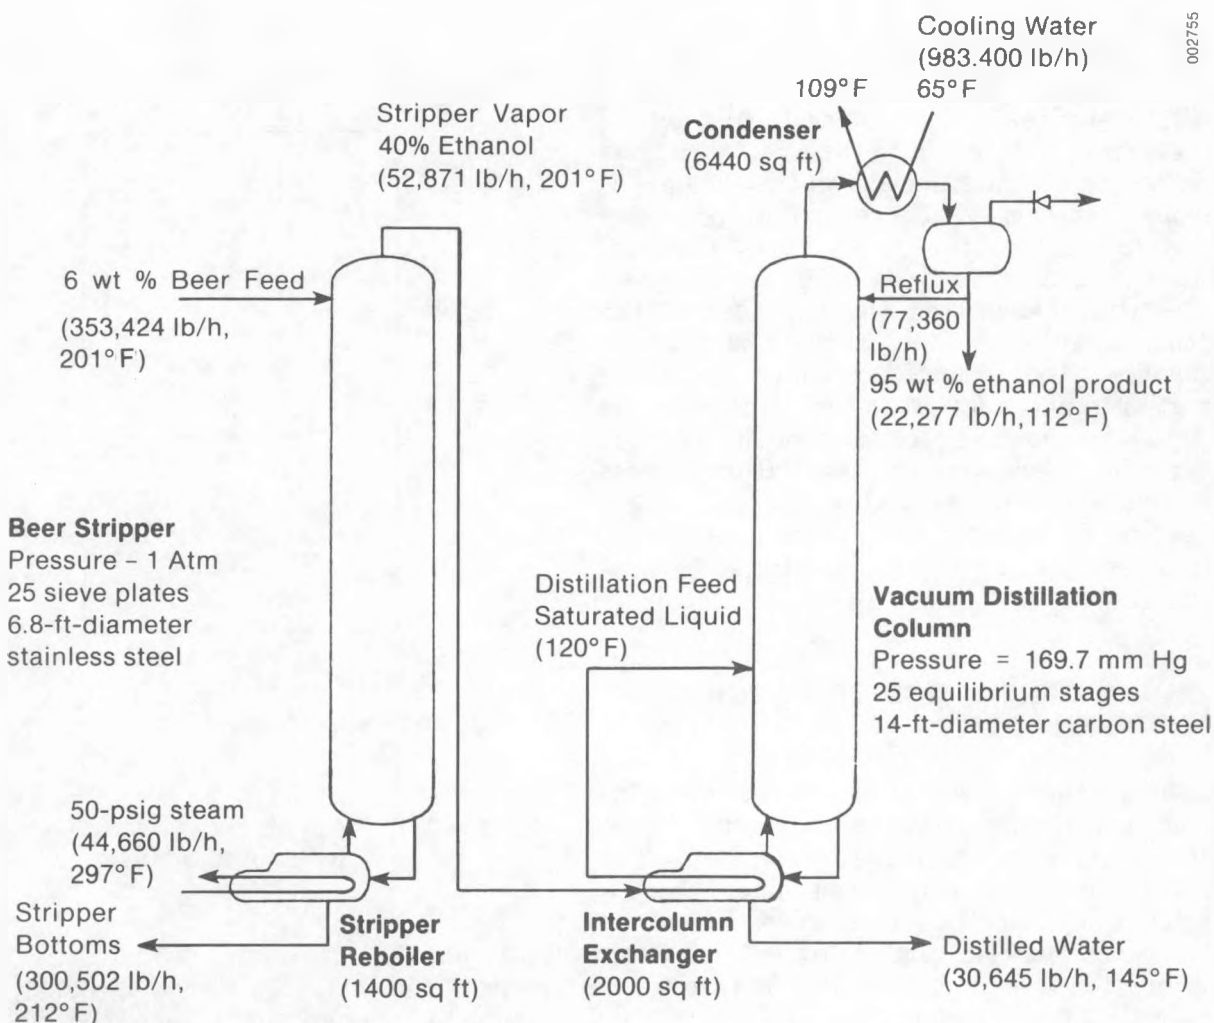 002755
Cooling Water
(983.400 lb/h)
109°F
65°F
Stripper Vapor
40% Ethanol
(52,871 lb/h, 201°F)
Condenser
(6440 sq ft)
6 wt % Beer Feed
(353,424 lb/h,
201°F)
Reflux
(77,360
lb/h)
95 wt % ethanol product
(22,277 lb/h,112°F)
Beer Stripper
Pressure – 1 Atm
25 sieve plates
6.8-ft-diameter
stainless steel
Distillation Feed
Saturated Liquid
(120°F)
Vacuum Distillation
Column
Pressure = 169.7 mm Hg
25 equilibrium stages
14-ft-diameter carbon steel
50-psig steam
(44,660 lb/h,
297°F)
Stripper
Bottoms
(300,502 lb/h,
212°F)
Stripper
Reboiler
(1400 sq ft)
Intercolumn
Exchanger
(2000 sq ft)
Distilled Water
(30,645 lb/h, 145°F)